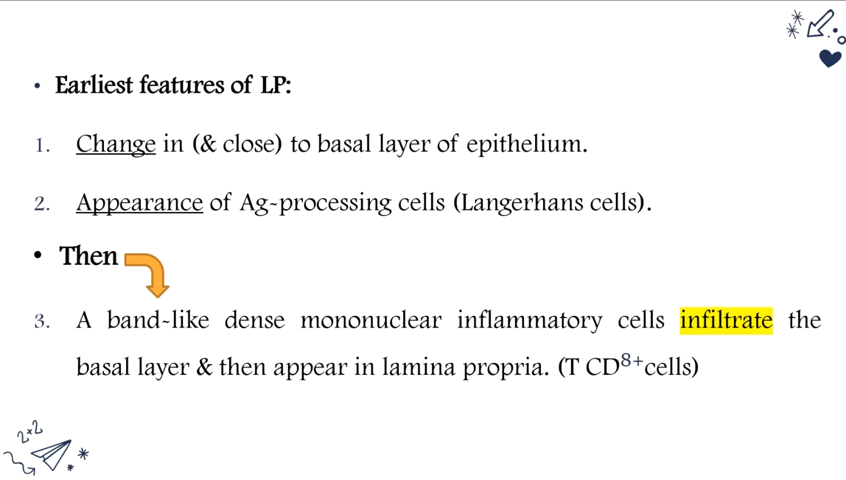 • Earliest features of LP:
1. Change in (& close) to basal layer of epithelium.
2. Appearance of Ag-processing cells (Langerhans cells).
• Then
3. A band-like dense mononuclear inflammatory cells infiltrate the
basal layer & then appear in lamina propria. (T CD8+cells)
2×2